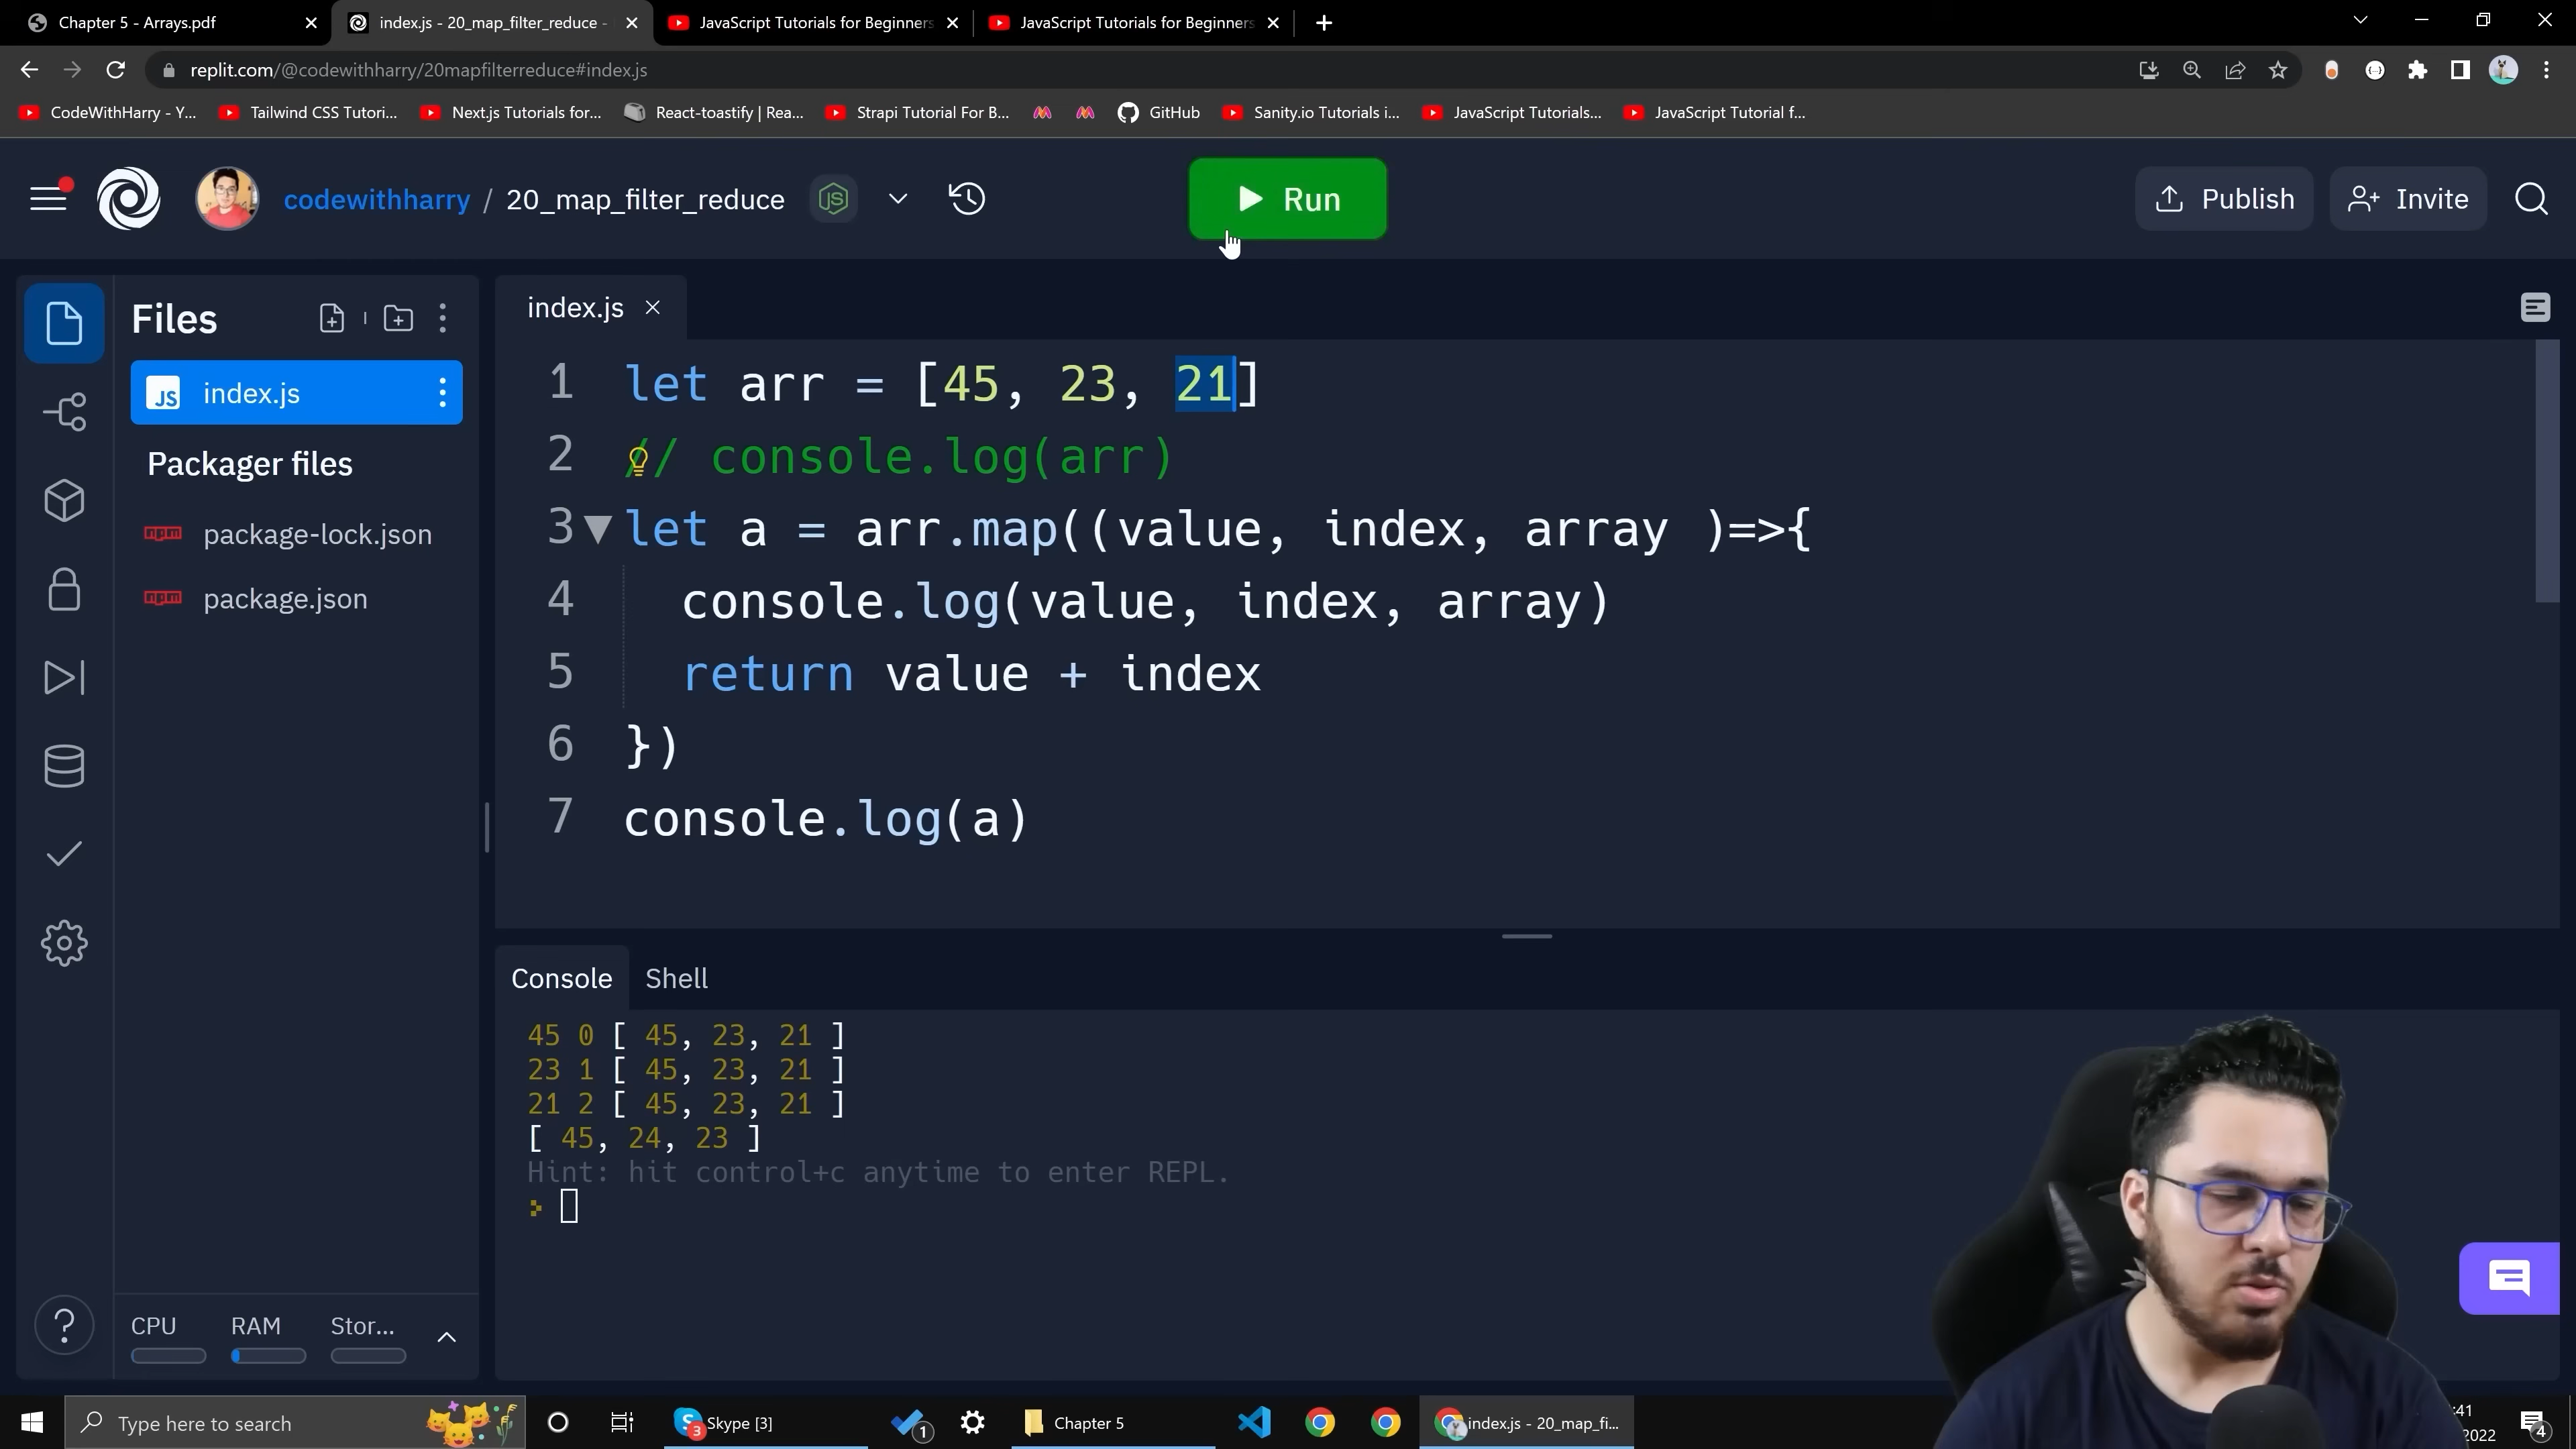 Chapter 5 - Arrays.pdf
index.js - 20_map_filter_reduce -
JavaScript Tutorials for Beginners
JavaScript Tutorials for Beginners
replit.com/@codewithharry/20mapfilterreduce#index.js
CodeWithHarry - Y...
Tailwind CSS Tutori...
Next.js Tutorials for...
React-toastify | Rea...
Strapi Tutorial For B...
GitHub
Sanity.io Tutorials i...
JavaScript Tutorials...
JavaScript Tutorial f...
codewithharry / 20_map_filter_reduce
Run
Publish
Invite
Files
JS index.js
Packager files
npm package-lock.json
npm package.json
CPU
RAM
Stor...
index.js
1 let arr = [45, 23, 21]
2 // console.log(arr)
3 let a = arr.map((value, index, array )=>{
4 console.log(value, index, array)
5 return value + index
6 })
7 console.log(a)
Console
Shell
45 0 [ 45, 23, 21 ]
23 1 [ 45, 23, 21 ]
21 2 [ 45, 23, 21 ]
[ 45, 24, 23 ]
Hint: hit control+c anytime to enter REPL.
Type here to search
Skype [3]
3
1
Chapter 5
index.js - 20_map_fi...
:41
2022
4